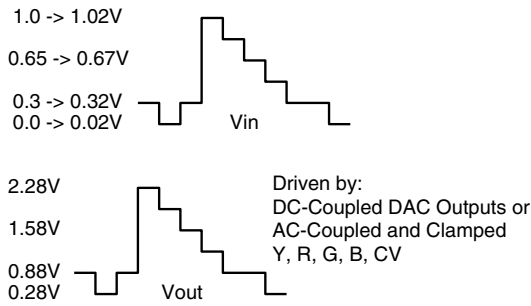 1.0 -> 1.02V
0.65 -> 0.67V
0.3 -> 0.32V
0.0 -> 0.02V
Vin
2.28V
1.58V
0.88V
0.28V
Vout
Driven by:
DC-Coupled DAC Outputs or
AC-Coupled and Clamped
Y, R, G, B, CV